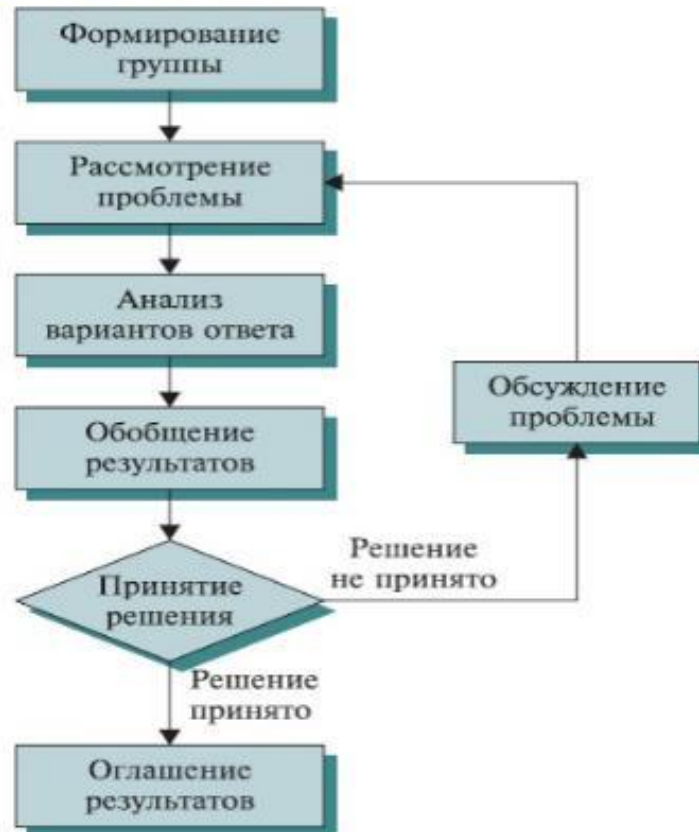 Формирование
группы
Рассмотрение
проблемы
Анализ
вариантов ответа
Обсуждение
проблемы
Обобщение
результатов
Решение
не принято
Принятие
решения
Решение
принято
Оглашение
результатов